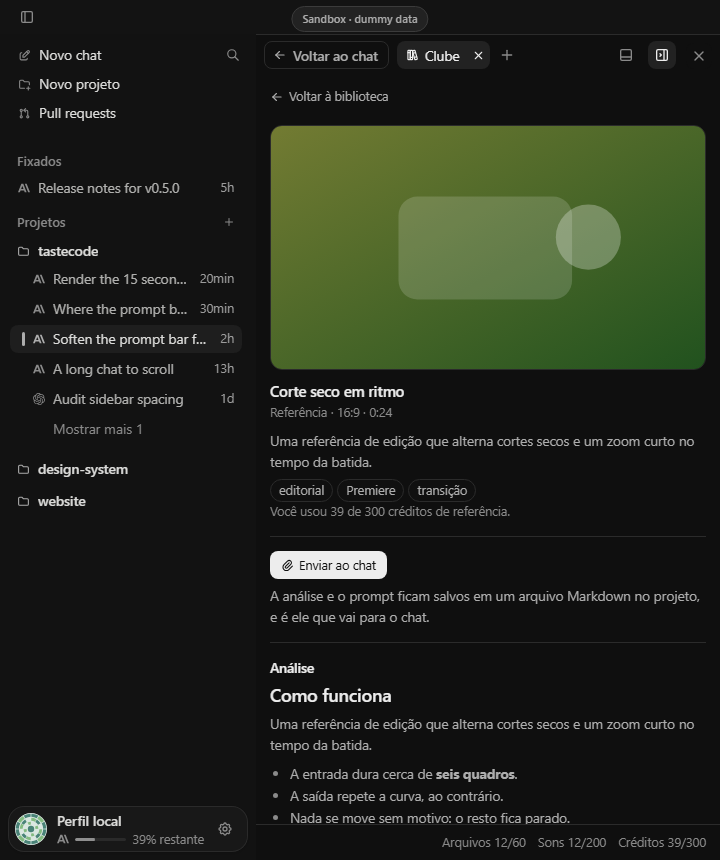 Sandbox · dummy data
Novo chat
Novo projeto
Pull requests
Fixados
Release notes for v0.5.0 5h
Projetos
tastecode
Render the 15 secon... 20min
Where the prompt b... 30min
Soften the prompt bar f... 2h
A long chat to scroll 13h
Audit sidebar spacing 1d
Mostrar mais 1
design-system
website
Perfil local
39% restante
Voltar ao chat
Clube
Voltar à biblioteca
Corte seco em ritmo
Referência · 16:9 · 0:24
Uma referência de edição que alterna cortes secos e um zoom curto no
tempo da batida.
editorial Premiere transição
Você usou 39 de 300 créditos de referência.
Enviar ao chat
A análise e o prompt ficam salvos em um arquivo Markdown no projeto,
e é ele que vai para o chat.
Análise
Como funciona
Uma referência de edição que alterna cortes secos e um zoom curto no
tempo da batida.
• A entrada dura cerca de seis quadros.
• A saída repete a curva, ao contrário.
• Nada se move sem motivo: o resto fica parado.
Arquivos 12/60 Sons 12/200 Créditos 39/300